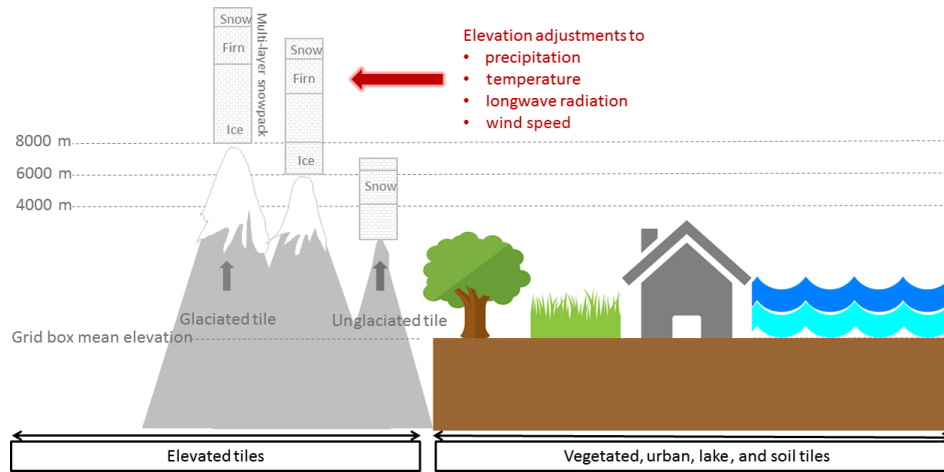 Snow
Firn
Ice
Multi-layer snowpack
Snow
Firn
Ice
Elevation adjustments to
• precipitation
• temperature
• longwave radiation
• wind speed
8000 m
6000 m
4000 m
Snow
Glaciated tile
Unglaciated tile
Grid box mean elevation
Elevated tiles
Vegetated, urban, lake, and soil tiles